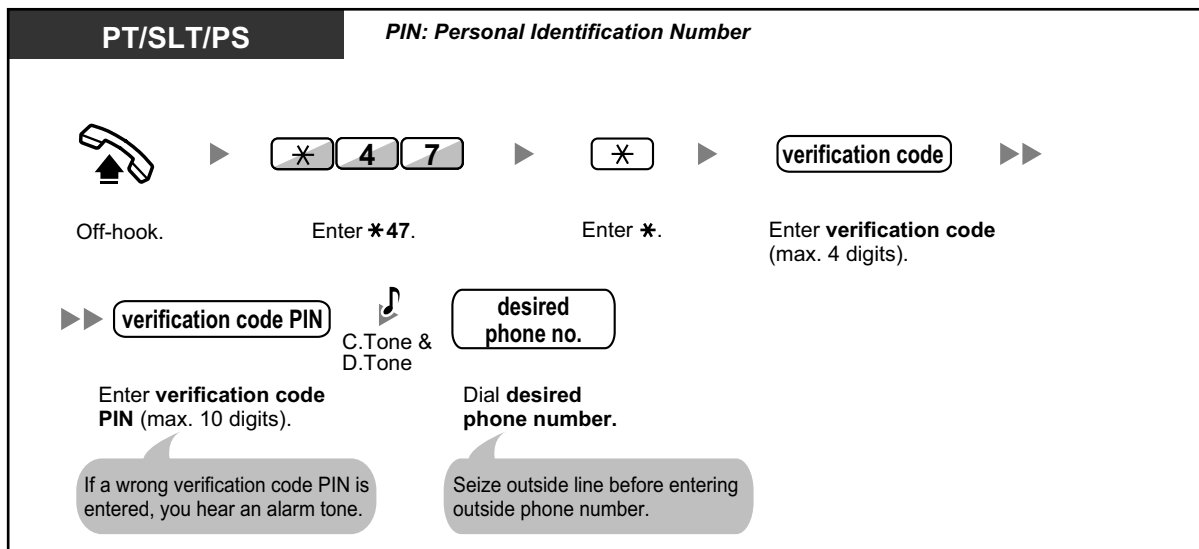 PT/SLT/PS
PIN: Personal Identification Number
* 4 7
*
verification code
Off-hook.
Enter *47.
Enter *.
Enter verification code
(max. 4 digits).
verification code PIN
C.Tone &
D.Tone
desired
phone no.
Enter verification code
PIN (max. 10 digits).
Dial desired
phone number.
If a wrong verification code PIN is
entered, you hear an alarm tone.
Seize outside line before entering
outside phone number.